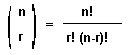 ( n r ) = n! / r! (n-r)!